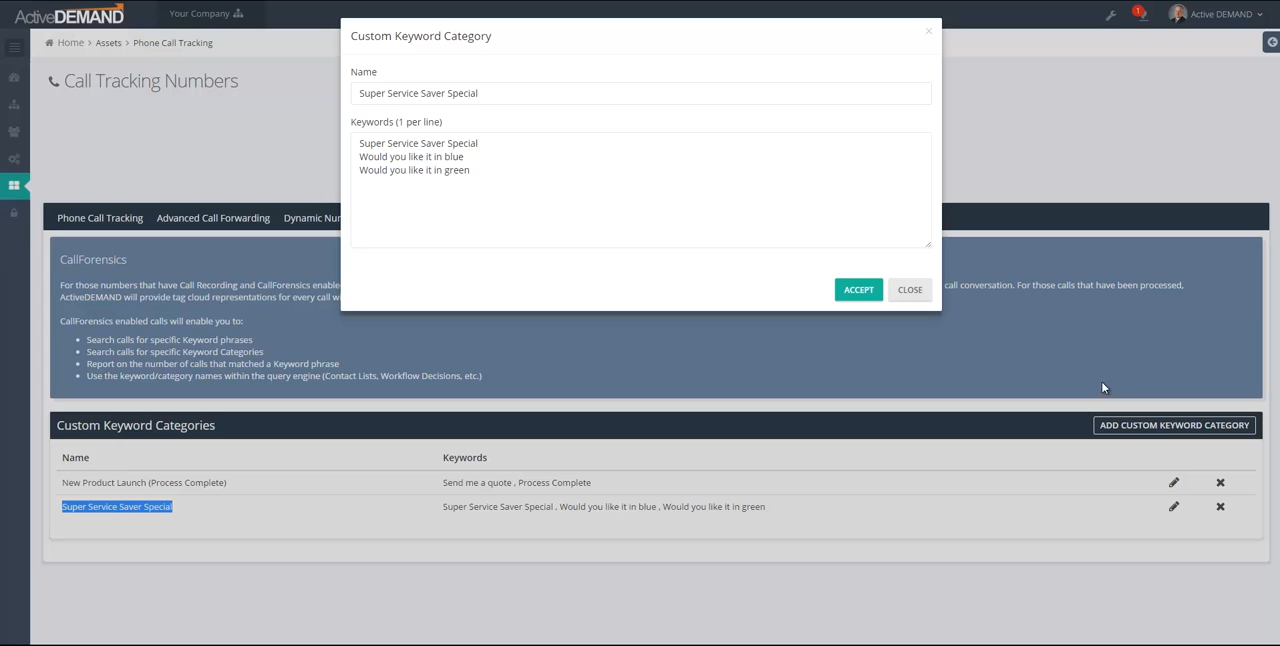 ActiveDEMAND
Your Company
1
Active DEMAND
Home > Assets > Phone Call Tracking
Call Tracking Numbers
Custom Keyword Category
×
Name
Super Service Saver Special
Keywords (1 per line)
Super Service Saver Special
Would you like it in blue
Would you like it in green
ACCEPT
CLOSE
Phone Call Tracking
Advanced Call Forwarding
Dynamic
CallForensics
For those numbers that have Call Recording and CallForensics
call conversation. For those calls that have been processed,
ActiveDEMAND will provide tag cloud representations for every call
CallForensics enabled calls will enable you to:
• Search calls for specific Keyword phrases
• Search calls for specific Keyword Categories
• Report on the number of calls that matched a Keyword phrase
• Use the keyword/category names within the query engine (Contact Lists, Workflow Decisions, etc.)
Custom Keyword Categories
ADD CUSTOM KEYWORD CATEGORY
Name Keywords
New Product Launch (Process Complete) Send me a quote , Process Complete
Super Service Saver Special Super Service Saver Special , Would you like it in blue , Would you like it in green